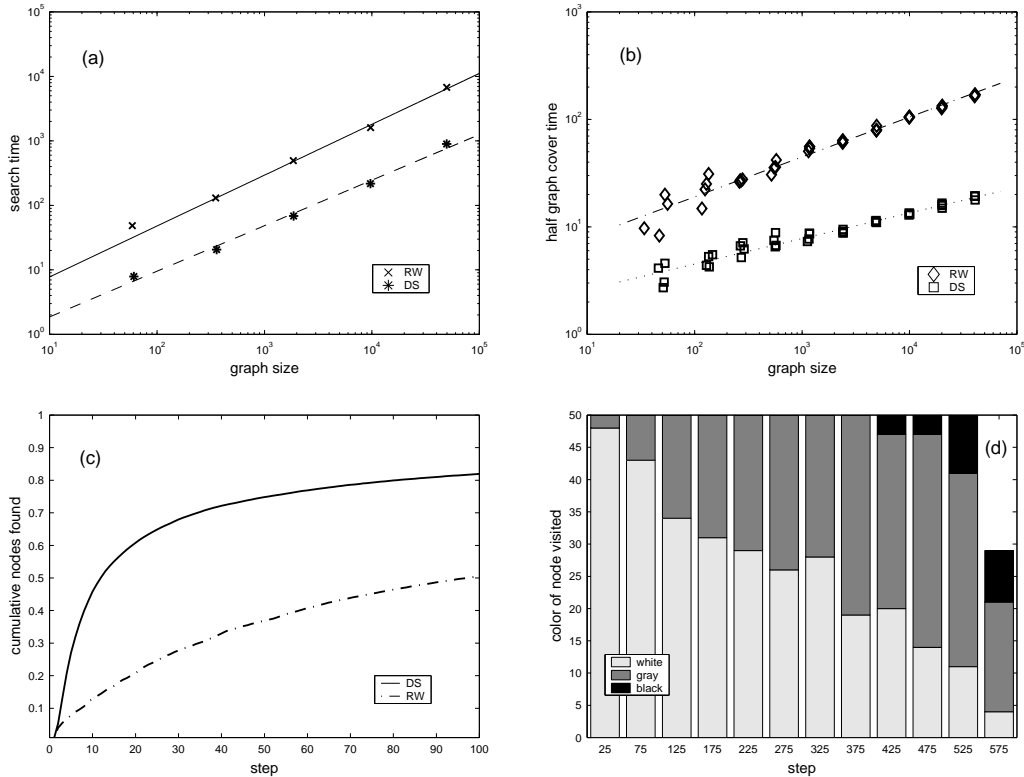 (a)
search time
10^5
10^4
10^3
10^2
10^1
10^0
10^1 10^2 10^3 10^4 10^5
graph size
RW
DS
(b)
half graph cover time
10^3
10^2
10^1
10^0
10^1 10^2 10^3 10^4 10^5
graph size
RW
DS
(c)
cumulative nodes found
1
0.9
0.8
0.7
0.6
0.5
0.4
0.3
0.2
0.1
0 10 20 30 40 50 60 70 80 90 100
step
DS
RW
(d)
color of node visited
50
45
40
35
30
25
20
15
10
5
0
25 75 125 175 225 275 325 375 425 475 525 575
step
white
gray
black